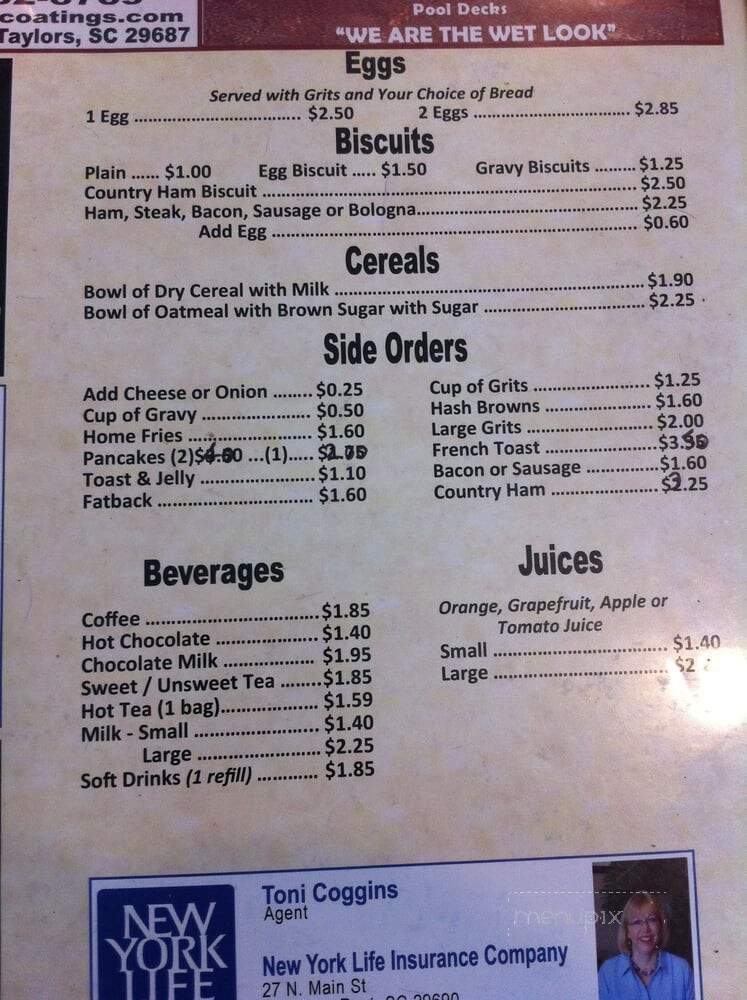 coatings.com
Taylors, SC 29687
Pool Decks
"WE ARE THE WET LOOK"
Eggs
Served with Grits and Your Choice of Bread
1 Egg ................................ $2.50 2 Eggs ................................ $2.85
Biscuits
Plain ...... $1.00 Egg Biscuit ..... $1.50 Gravy Biscuits ......... $1.25
Country Ham Biscuit ................................ $2.50
Ham, Steak, Bacon, Sausage or Bologna................................ $2.25
Add Egg ................................ $0.60
Cereals
Bowl of Dry Cereal with Milk ................................ $1.90
Bowl of Oatmeal with Brown Sugar with Sugar ................................ $2.25
Side Orders
Add Cheese or Onion ........ $0.25
Cup of Gravy ..................... $0.50
Home Fries ........................ $1.60
Pancakes (2) ...(1).....
Toast & Jelly ...................... $1.10
Fatback .............................. $1.60
Cup of Grits ....................... $1.25
Hash Browns ..................... $1.60
Large Grits ........................ $2.00
French Toast .....................
Bacon or Sausage .............. $1.60
Country Ham .....................
Beverages
Coffee ................................ $1.85
Hot Chocolate ................... $1.40
Chocolate Milk .................. $1.95
Sweet / Unsweet Tea ........ $1.85
Hot Tea (1 bag)................... $1.59
Milk - Small ........................ $1.40
Large ........................ $2.25
Soft Drinks (1 refill) ............ $1.85
Juices
Orange, Grapefruit, Apple or
Tomato Juice
Small ................................ $1.40
Large ................................ $2
NEW
YORK
LIFE
Toni Coggins
Agent
New York Life Insurance Company
27 N. Main St
menupix